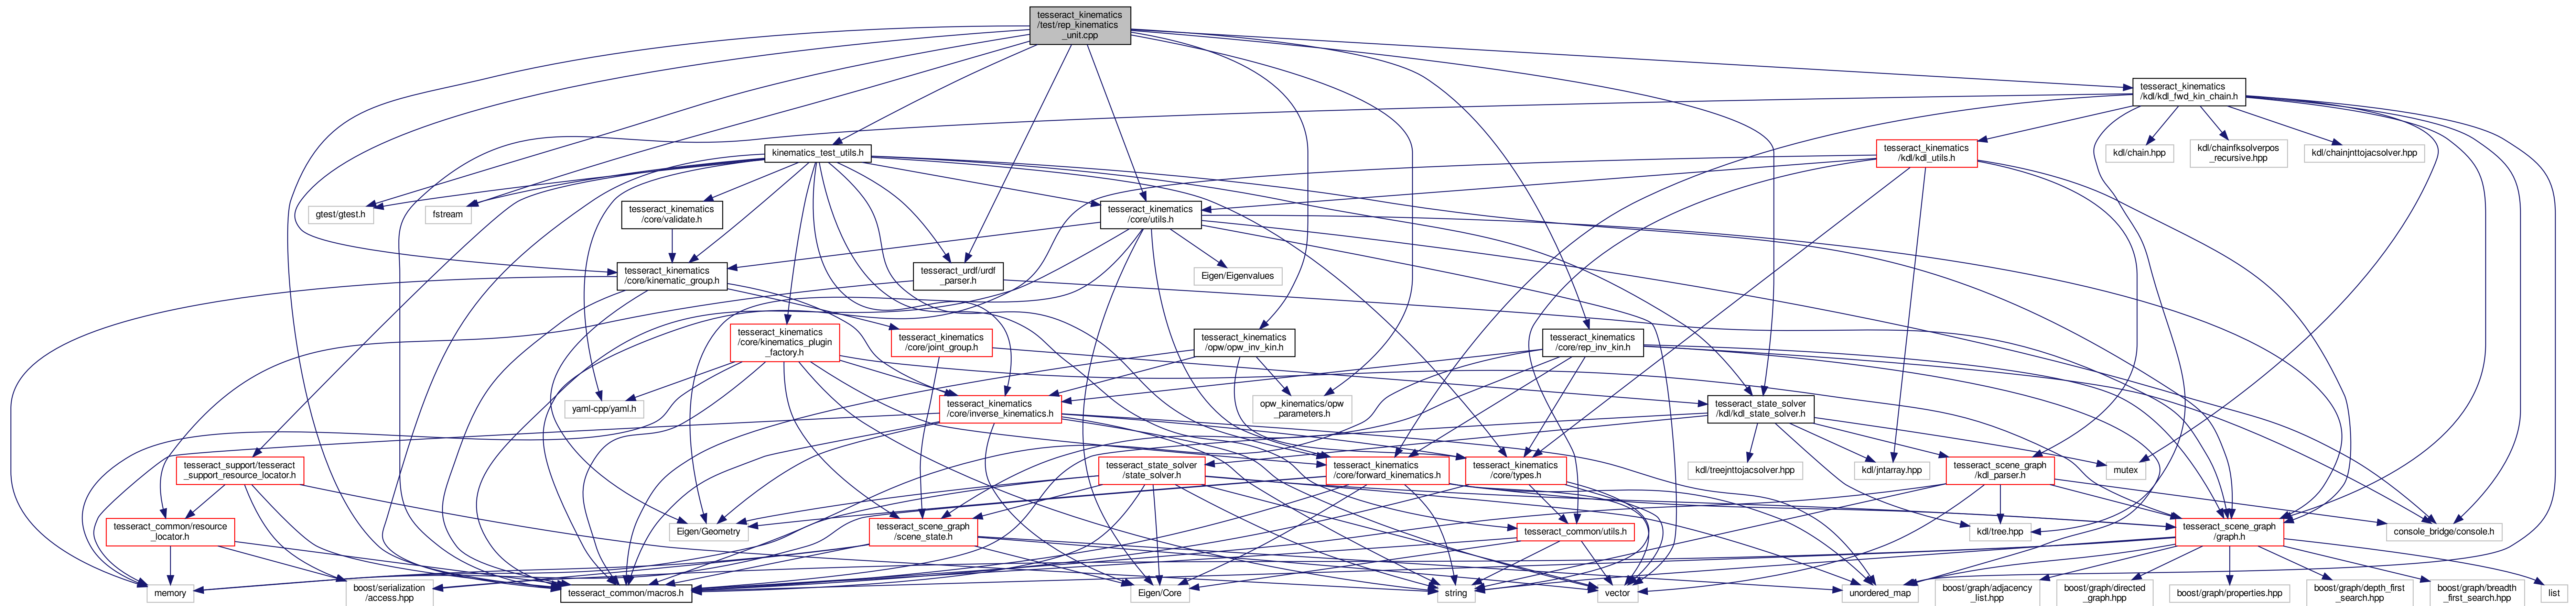 tesseract_kinematics
/test/rep_kinematics
_unit.cpp
tesseract_kinematics
/kdl/kdl_fwd_kin_chain.h
kinematics_test_utils.h
tesseract_kinematics
/kdl/kdl_utils.h
kdl/chain.hpp
kdl/chainfksolverpos
_recursive.hpp
kdl/chainjnttojacsolver.hpp
gtest/gtest.h
fstream
tesseract_kinematics
/core/validate.h
tesseract_kinematics
/core/utils.h
tesseract_kinematics
/core/kinematic_group.h
tesseract_urdf/urdf
_parser.h
Eigen/Eigenvalues
tesseract_kinematics
/core/kinematics_plugin
_factory.h
tesseract_kinematics
/core/joint_group.h
tesseract_kinematics
/opw/opw_inv_kin.h
tesseract_kinematics
/core/rep_inv_kin.h
yaml-cpp/yaml.h
tesseract_kinematics
/core/inverse_kinematics.h
opw_kinematics/opw
_parameters.h
tesseract_state_solver
/kdl/kdl_state_solver.h
tesseract_support/tesseract
_support_resource_locator.h
tesseract_state_solver
/state_solver.h
tesseract_kinematics
/core/forward_kinematics.h
tesseract_kinematics
/core/types.h
kdl/treejnttojacsolver.hpp
kdl/jntarray.hpp
tesseract_scene_graph
/kdl_parser.h
mutex
tesseract_common/resource
_locator.h
Eigen/Geometry
tesseract_scene_graph
/scene_state.h
tesseract_common/utils.h
kdl/tree.hpp
tesseract_scene_graph
/graph.h
console_bridge/console.h
memory
boost/serialization
/access.hpp
tesseract_common/macros.h
Eigen/Core
string
vector
unordered_map
boost/graph/adjacency
_list.hpp
boost/graph/directed
_graph.hpp
boost/graph/properties.hpp
boost/graph/depth_first
_search.hpp
boost/graph/breadth
_first_search.hpp
list